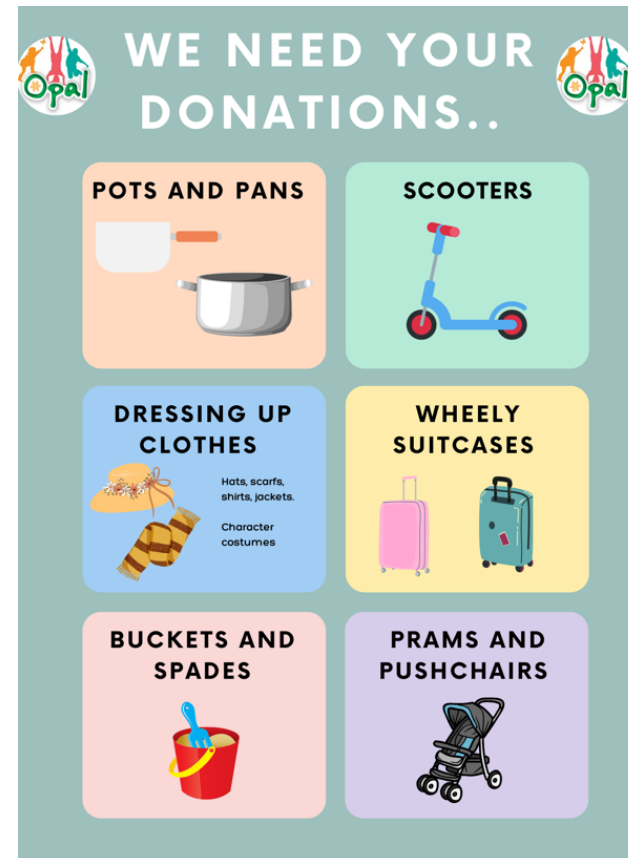 WE NEED YOUR
DONATIONS..
Opal
Opal
POTS AND PANS
SCOOTERS
DRESSING UP
CLOTHES
Hats, scarfs,
shirts, jackets.
Character
costumes
WHEELY
SUITCASES
BUCKETS AND
SPADES
PRAMS AND
PUSHCHAIRS